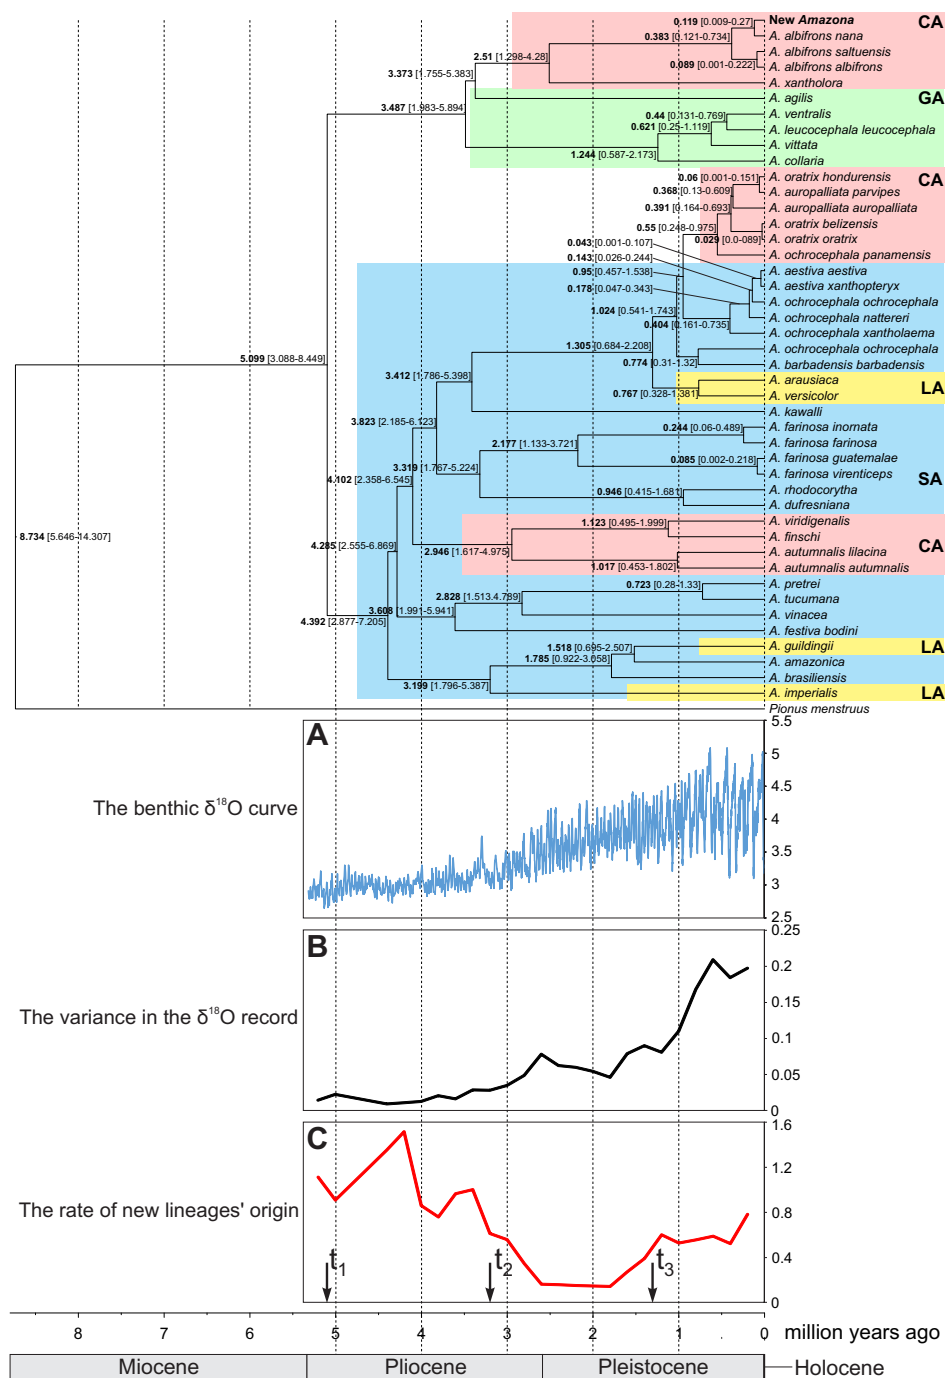 0.119 [0.009-0.27] New Amazona CA
0.383 [0.121-0.734] A. albifrons nana
2.51 [1.298-4.28] A. albifrons saltuensis
0.089 [0.001-0.222] A. albifrons albifrons
3.373 [1.755-5.383] A. xantholora
3.487 [1.983-5.894] A. agilis GA
0.44 [0.131-0.769] A. ventralis
0.621 [0.25-1.119] A. leucocephala leucocephala
A. vittata
1.244 [0.587-2.173] A. collaria
0.06 [0.001-0.151] A. oratrix hondurensis CA
0.368 [0.13-0.609] A. auropalliata parvipes
0.391 [0.164-0.693] A. auropalliata auropalliata
0.55 [0.248-0.975] A. oratrix belizensis
0.029 [0.0-0.089] A. oratrix oratrix
0.043 [0.001-0.107]
0.143 [0.026-0.244] A. ochrocephala panamensis
0.95 [0.457-1.538] A. aestiva aestiva
0.178 [0.047-0.343] A. aestiva xanthopteryx
A. ochrocephala ochrocephala
1.024 [0.541-1.743] A. ochrocephala nattereri
0.404 [0.161-0.735] A. ochrocephala xantholaema
1.305 [0.684-2.208] A. ochrocephala ochrocephala
5.099 [3.088-8.449]
0.774 [0.31-1.32] A. barbadensis barbadensis
3.412 [1.786-5.398] A. arausiaca LA
0.767 [0.328-1.381] A. versicolor
A. kawalli
3.823 [2.185-6.123]
0.244 [0.06-0.489] A. farinosa inornata
2.177 [1.133-3.721] A. farinosa farinosa
0.085 [0.002-0.218] A. farinosa guatemalae
3.319 [1.767-5.224] A. farinosa virenticeps SA
4.102 [2.358-6.545]
0.946 [0.415-1.681] A. rhodocorytha
A. dufresniana
1.123 [0.495-1.999] A. viridigenalis
8.734 [5.646-14.307] A. finschi
4.285 [2.555-6.869] CA
2.946 [1.617-4.975] A. autumnalis lilacina
1.017 [0.453-1.802] A. autumnalis autumnalis
0.723 [0.28-1.33] A. pretrei
2.828 [1.513.4.789] A. tucumana
3.608 [1.991-5.941] A. vinacea
4.392 [2.877-7.205] A. festiva bodini
1.518 [0.695-2.507] A. guildingii LA
1.785 [0.922-3.058] A. amazonica
A. brasiliensis
3.199 [1.796-5.387] A. imperialis LA
Pionus menstruus
A
The benthic δ¹⁸O curve
5.5
5
4.5
4
3.5
3
2.5
B
The variance in the δ¹⁸O record
0.25
0.2
0.15
0.1
0.05
0
C
The rate of new lineages' origin
1.6
1.2
0.8
0.4
0
t₁ t₂ t₃
8 7 6 5 4 3 2 1 0 million years ago
Miocene Pliocene Pleistocene Holocene